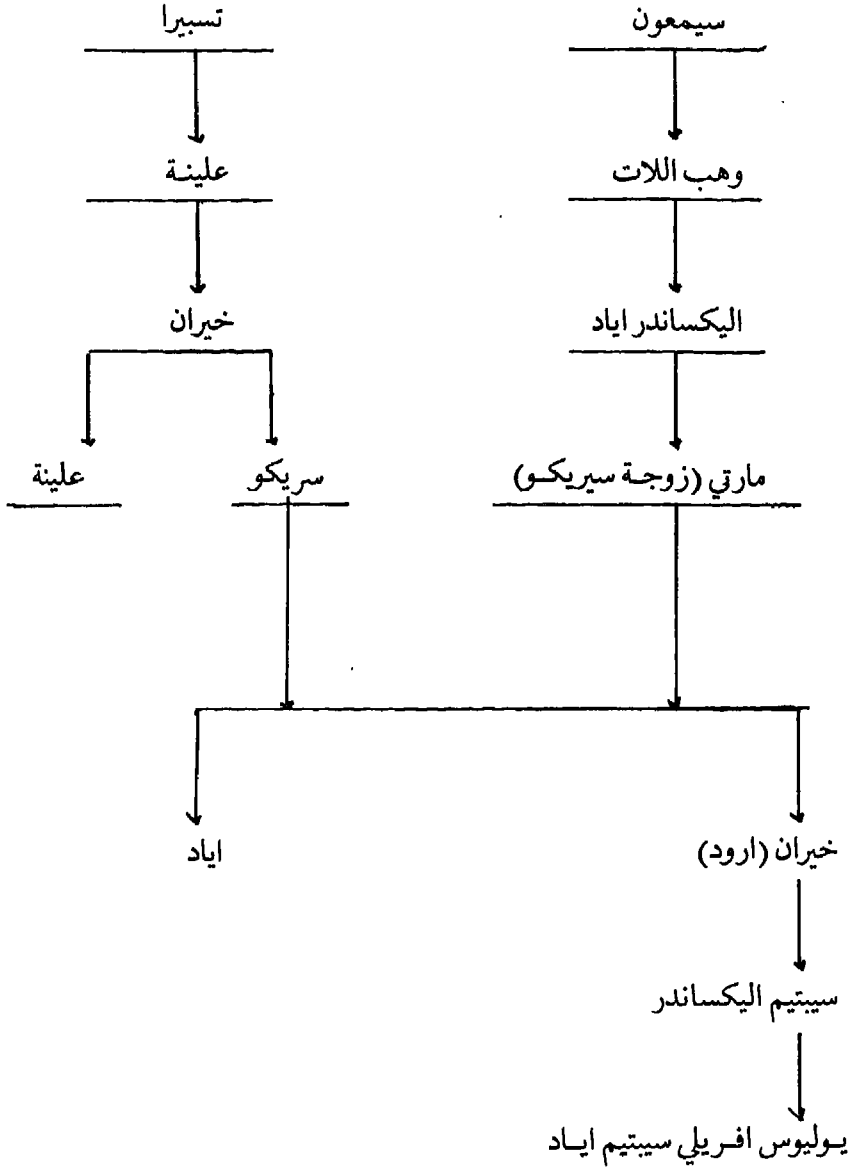 سيمعون
تسبيرا
وهب اللات
علينة
اليكساندر اياد
خيران
مارتي (زوجة سيريكو)
سريكو
علينة
خيران (ارود)
اياد
سيبتيم اليكساندر
يوليوس افريلي سيبتيم اياد